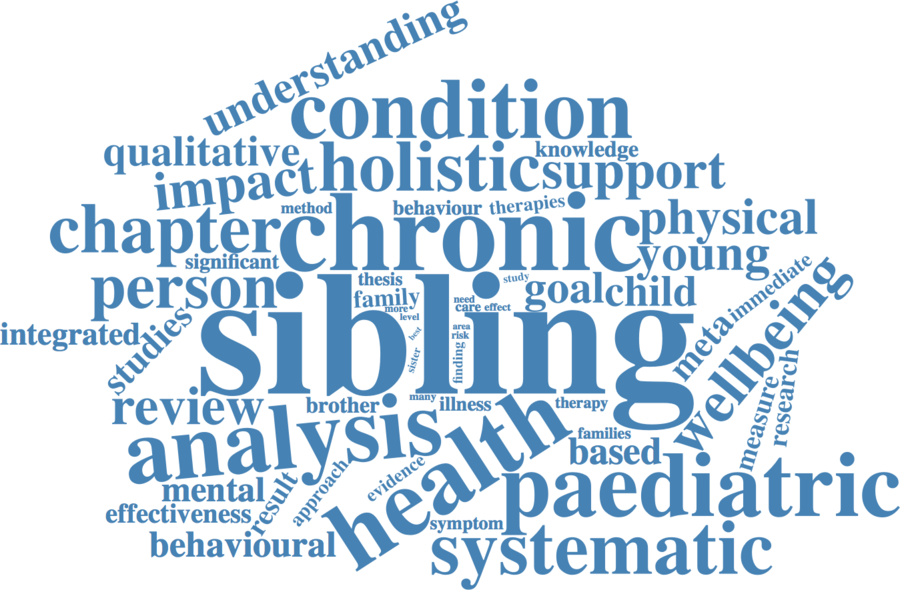 understanding
condition
qualitative
knowledge
holistic
support
impact
method
behaviour
therapies
chapter
chronic
physical
significant
young
person
thesis
study
immediate
family
goal
child
more
need
care
effect
level
integrated
studies
sibling
best
area
risk
meta
wellbeing
sister
finding
review
brother
many
illness
therapy
measure
research
analysis
health
families
based
mental
result
approach
evidence
paediatric
effectiveness
symptom
behavioural
systematic